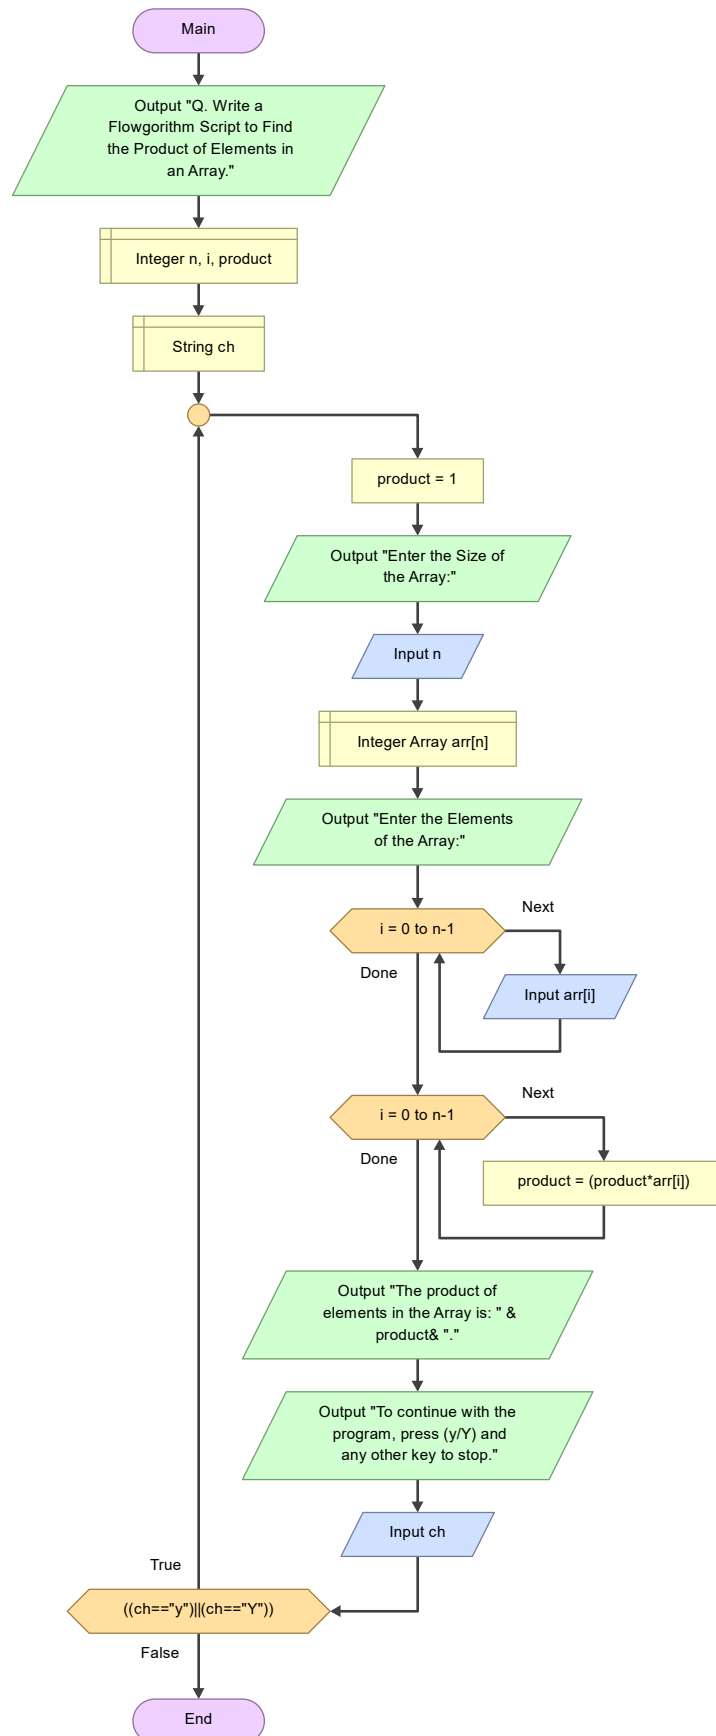 Main
Output "Q. Write a
Flowgorithm Script to Find
the Product of Elements in
an Array."
Integer n, i, product
String ch
product = 1
Output "Enter the Size of
the Array:"
Input n
Integer Array arr[n]
Output "Enter the Elements
of the Array:"
i = 0 to n-1
Next
Done
Input arr[i]
i = 0 to n-1
Next
Done
product = (product*arr[i])
Output "The product of
elements in the Array is: " &
product& "."
Output "To continue with the
program, press (y/Y) and
any other key to stop."
Input ch
True
((ch=="y")||(ch=="Y"))
False
End